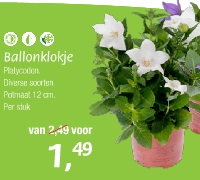 Ballonklokje
Platycodon.
Diverse soorten.
Potmaat 12 cm.
Per stuk
van 2,49 voor
1,49